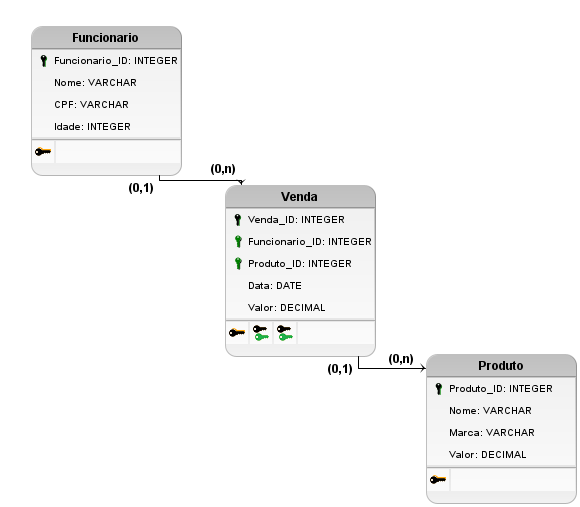 Funcionario
Funcionario_ID: INTEGER
Nome: VARCHAR
CPF: VARCHAR
Idade: INTEGER
(0,1)
(0,n)
Venda
Venda_ID: INTEGER
Funcionario_ID: INTEGER
Produto_ID: INTEGER
Data: DATE
Valor: DECIMAL
(0,1)
(0,n)
Produto
Produto_ID: INTEGER
Nome: VARCHAR
Marca: VARCHAR
Valor: DECIMAL